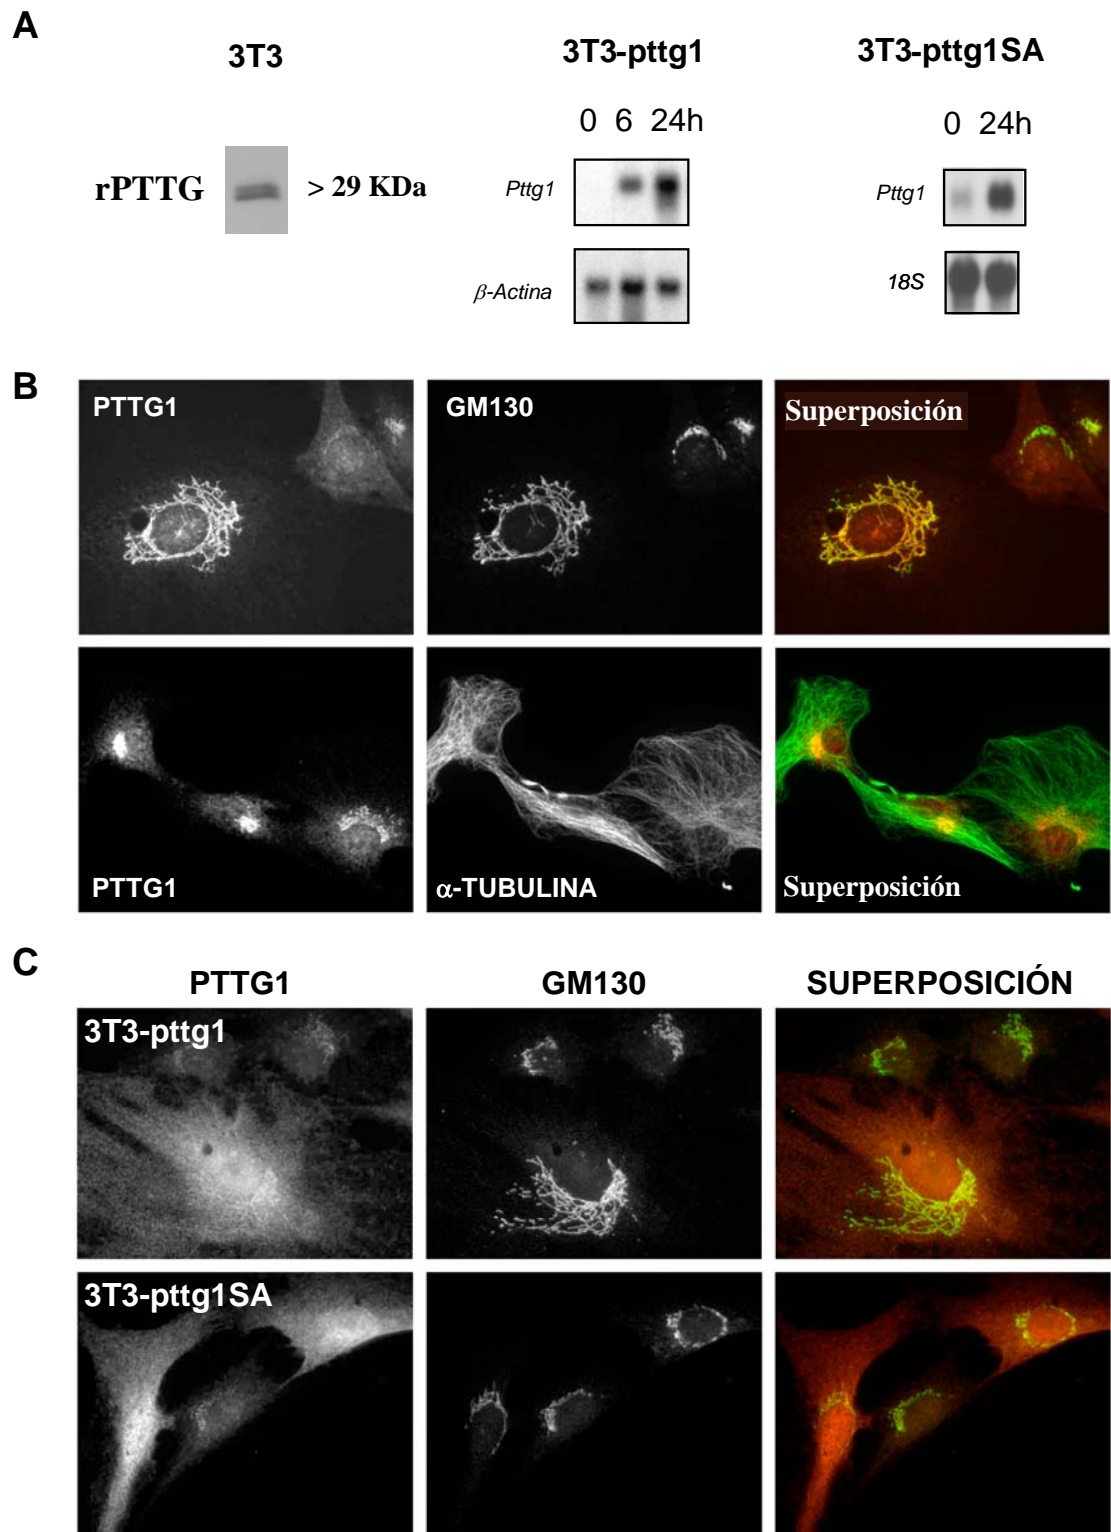 A
3T3
3T3-pttg1
3T3-pttg1SA
0 6 24h
0 24h
rPTTG
> 29 KDa
Pttg1
Pttg1
β-Actina
18S
B
PTTG1
GM130
Superposición
PTTG1
α-TUBULINA
Superposición
C
PTTG1
GM130
SUPERPOSICIÓN
3T3-pttg1
3T3-pttg1SA